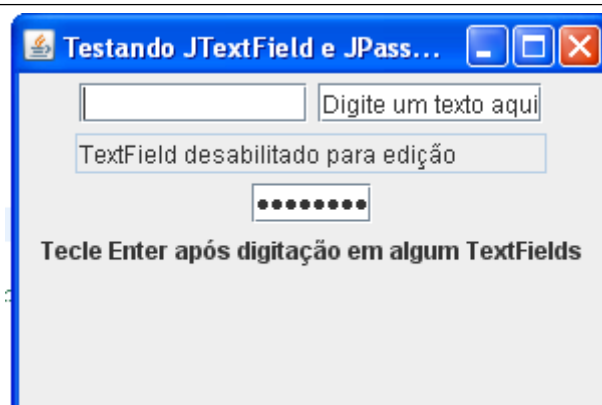 Testando JTextField e JPass...
Digite um texto aqui
TextField desabilitado para edição
●●●●●●●●
Tecle Enter após digitação em algum TextFields